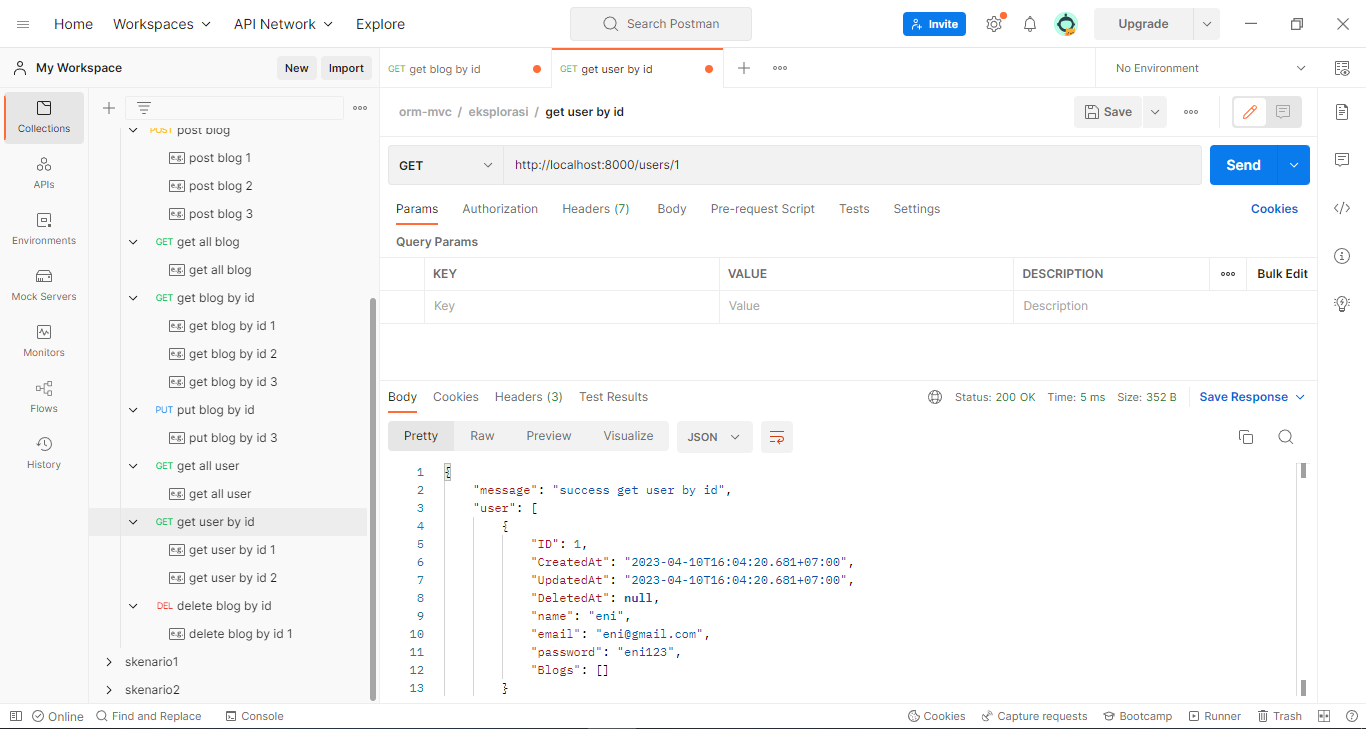 Home Workspaces API Network Explore Search Postman Invite Upgrade
My Workspace New Import GET get blog by id GET get user by id No Environment
Collections
APIs
Environments
Mock Servers
Monitors
Flows
History
POST post blog
e.g. post blog 1
e.g. post blog 2
e.g. post blog 3
GET get all blog
e.g. get all blog
GET get blog by id
e.g. get blog by id 1
e.g. get blog by id 2
e.g. get blog by id 3
PUT put blog by id
e.g. put blog by id 3
GET get all user
e.g. get all user
GET get user by id
e.g. get user by id 1
e.g. get user by id 2
DEL delete blog by id
e.g. delete blog by id 1
skenario1
skenario2
orm-mvc / eksplorasi / get user by id Save
GET http://localhost:8000/users/1 Send
Params Authorization Headers (7) Body Pre-request Script Tests Settings Cookies
Query Params
KEY VALUE DESCRIPTION Bulk Edit
Key Value Description
Body Cookies Headers (3) Test Results Status: 200 OK Time: 5 ms Size: 352 B Save Response
Pretty Raw Preview Visualize JSON
1 {
2 "message": "success get user by id",
3 "user": [
4 {
5 "ID": 1,
6 "CreatedAt": "2023-04-10T16:04:20.681+07:00",
7 "UpdatedAt": "2023-04-10T16:04:20.681+07:00",
8 "DeletedAt": null,
9 "name": "eni",
10 "email": "eni@gmail.com",
11 "password": "eni123",
12 "Blogs": []
13 }
Online Find and Replace Console Cookies Capture requests Bootcamp Runner Trash